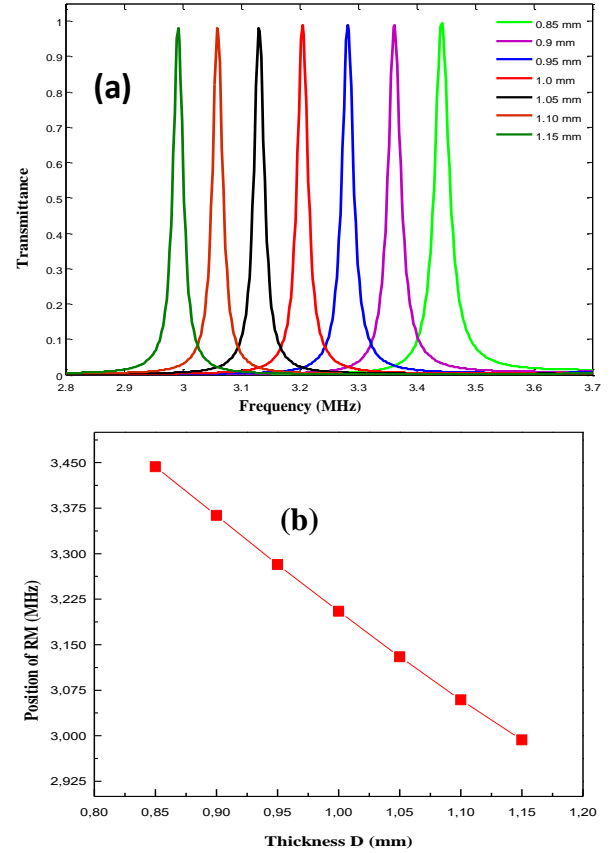 1
0.9
0.8
0.7
0.6
0.5
0.4
0.3
0.2
0.1
0
Transmittance
(a)
0.85 mm
0.9 mm
0.95 mm
1.0 mm
1.05 mm
1.10 mm
1.15 mm
2.8 2.9 3 3.1 3.2 3.3 3.4 3.5 3.6 3.7
Frequency (MHz)
3,450
3,375
3,300
3,225
3,150
3,075
3,000
2,925
Position of RM (MHz)
(b)
0,80 0,85 0,90 0,95 1,00 1,05 1,10 1,15 1,20
Thickness D (mm)